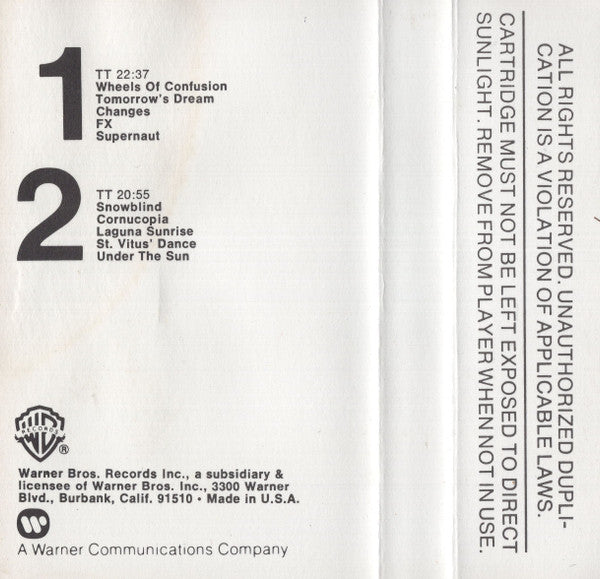 1
TT 22:37
Wheels Of Confusion
Tomorrow's Dream
Changes
FX
Supernaut
2
TT 20:55
Snowblind
Cornucopia
Laguna Sunrise
St. Vitus' Dance
Under The Sun
WB
RECORDS
®
Warner Bros. Records Inc., a subsidiary &
licensee of Warner Bros. Inc., 3300 Warner
Blvd., Burbank, Calif. 91510 • Made in U.S.A.
A Warner Communications Company
ALL RIGHTS RESERVED. UNAUTHORIZED DUPLI-
CATION IS A VIOLATION OF APPLICABLE LAWS.
CARTRIDGE MUST NOT BE LEFT EXPOSED TO DIRECT
SUNLIGHT. REMOVE FROM PLAYER WHEN NOT IN USE.